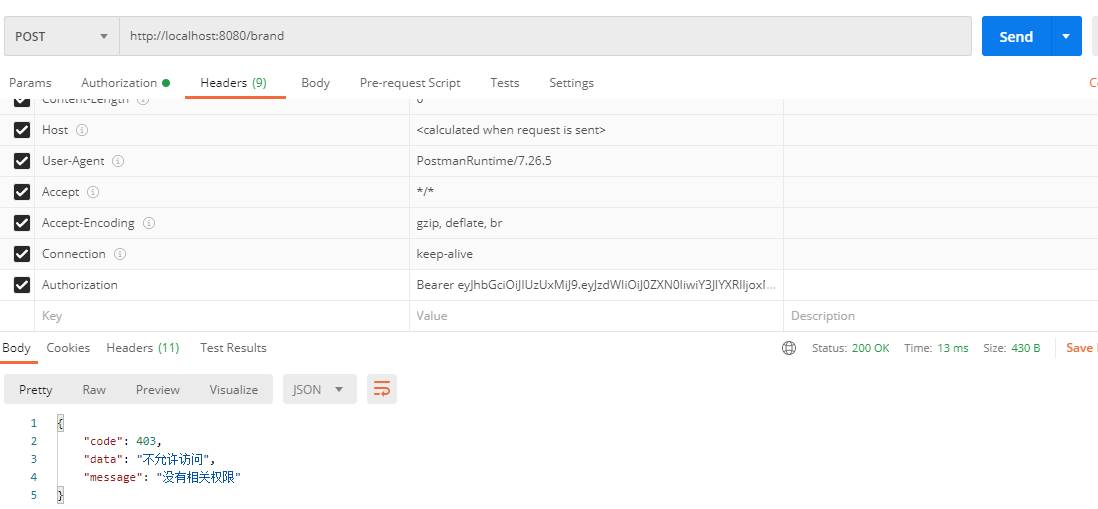 POST http://localhost:8080/brand Send
Params Authorization Headers (9) Body Pre-request Script Tests Settings
Content-Length 0
Host <calculated when request is sent>
User-Agent PostmanRuntime/7.26.5
Accept */*
Accept-Encoding gzip, deflate, br
Connection keep-alive
Authorization Bearer
Key Value Description
Body Cookies Headers (11) Test Results Status: 200 OK Time: 13 ms Size: 430 B Save
Pretty Raw Preview Visualize JSON
1 {
2 "code": 403,
3 "data": "不允许访问",
4 "message": "没有相关权限"
5 }